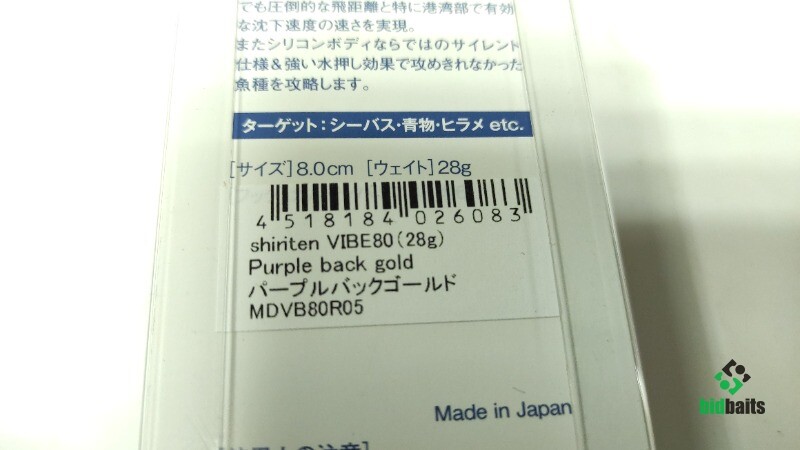 でも圧倒的な飛距離と特に港湾部で有効
な沈下速度の速さを実現。
またシリコンボディならではのサイレント
仕様&強い水押し効果で攻めきれなかった
魚種を攻略します。
ターゲット:シーバス・青物・ヒラメ etc.
[サイズ]8.0cm [ウェイト]28g
4 518184 026083
shiriten VIBE80(28g)
Purple back gold
パープルバックゴールド
MDVB80R05
Made in Japan
bidbaits